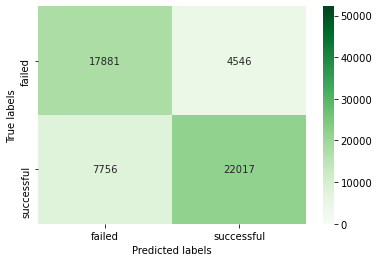 True labels
failed
successful
17881
4546
7756
22017
failed
successful
Predicted labels
50000
40000
30000
20000
10000
0